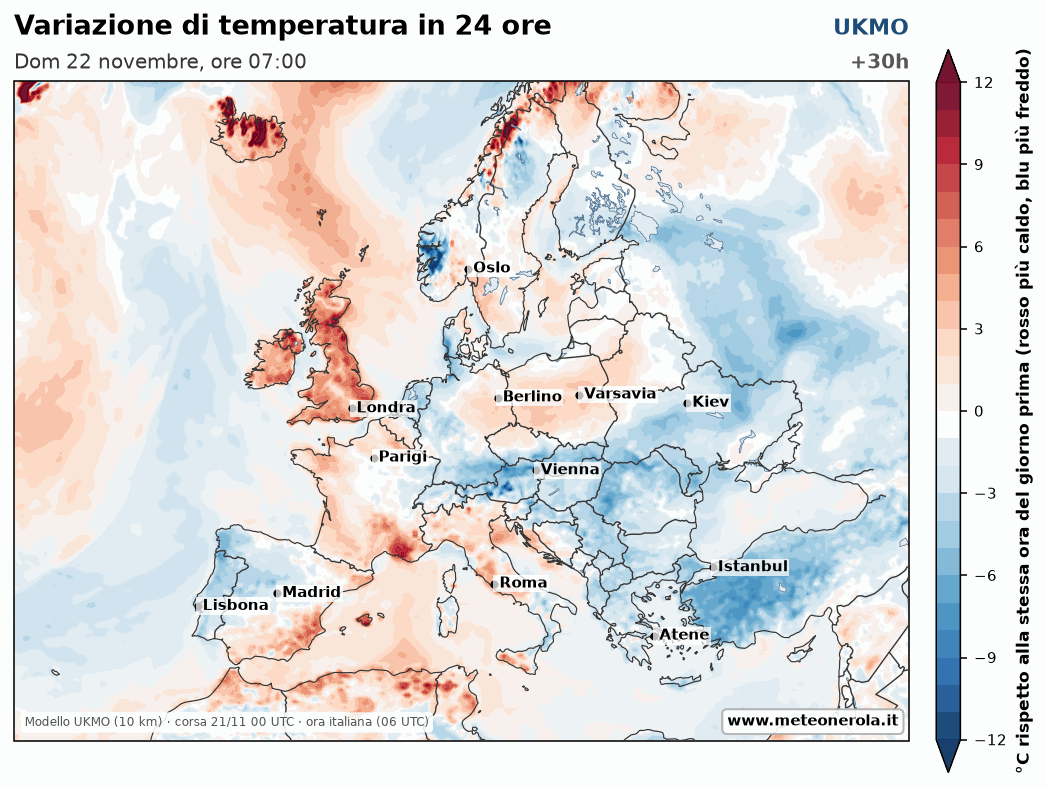 Variazione di temperatura in 24 ore
UKMO
Dom 22 novembre, ore 07:00
+30h
Oslo
Londra
Berlino
Varsavia
Kiev
Parigi
Vienna
Istanbul
Madrid
Roma
Lisbona
Atene
Modello UKMO (10 km) · corsa 21/11 00 UTC · ora italiana (06 UTC)
www.meteonerola.it
12
9
6
3
0
−3
−6
−9
−12
°C rispetto alla stessa ora del giorno prima (rosso più caldo, blu più freddo)